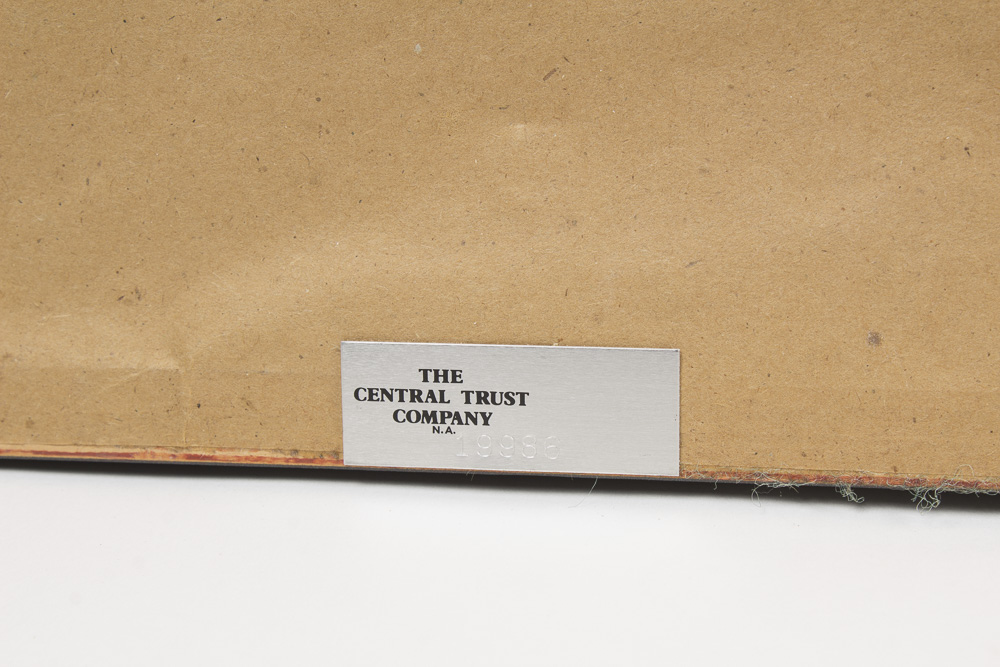 THE
CENTRAL TRUST
COMPANY
N.A.